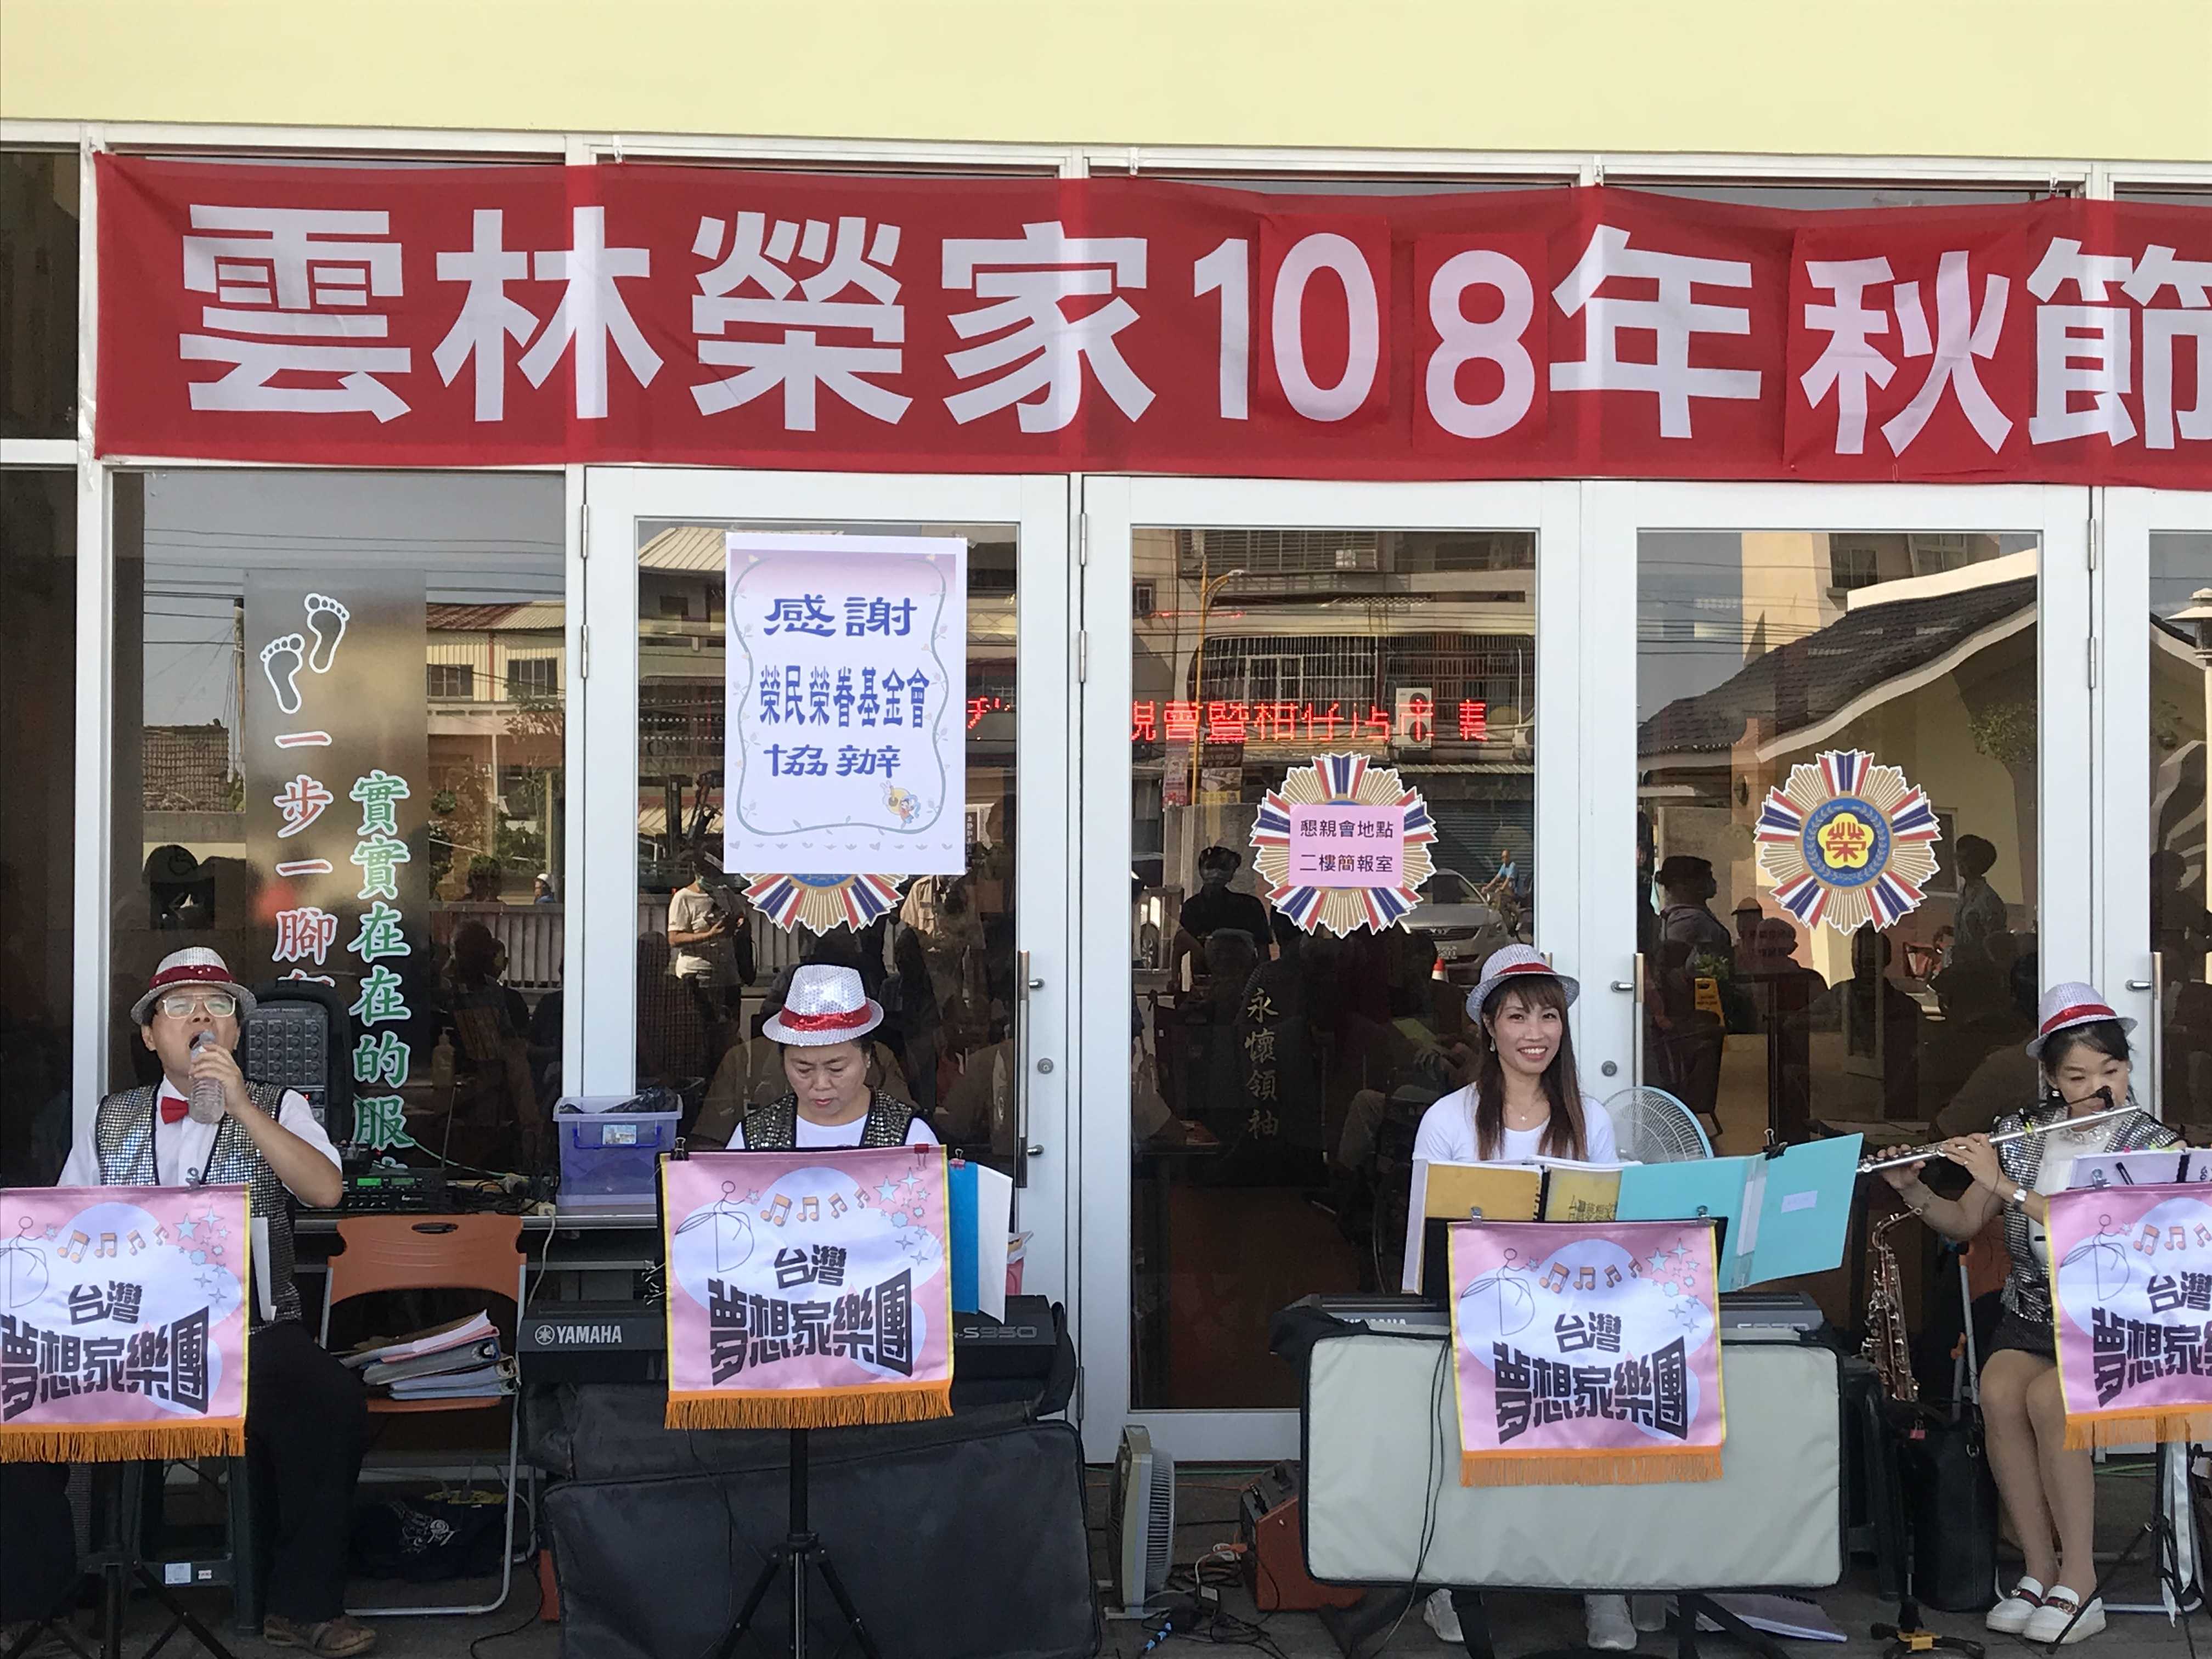 雲林榮家108年秋節
感謝
榮民榮眷基金會
協辦
一步一腳
實實在在的服
懇親會地點
二樓簡報室
榮
永懷領袖
YAMAHA
台灣
夢想家樂團
台灣
夢想家樂團
台灣
夢想家樂團
台灣
夢想家